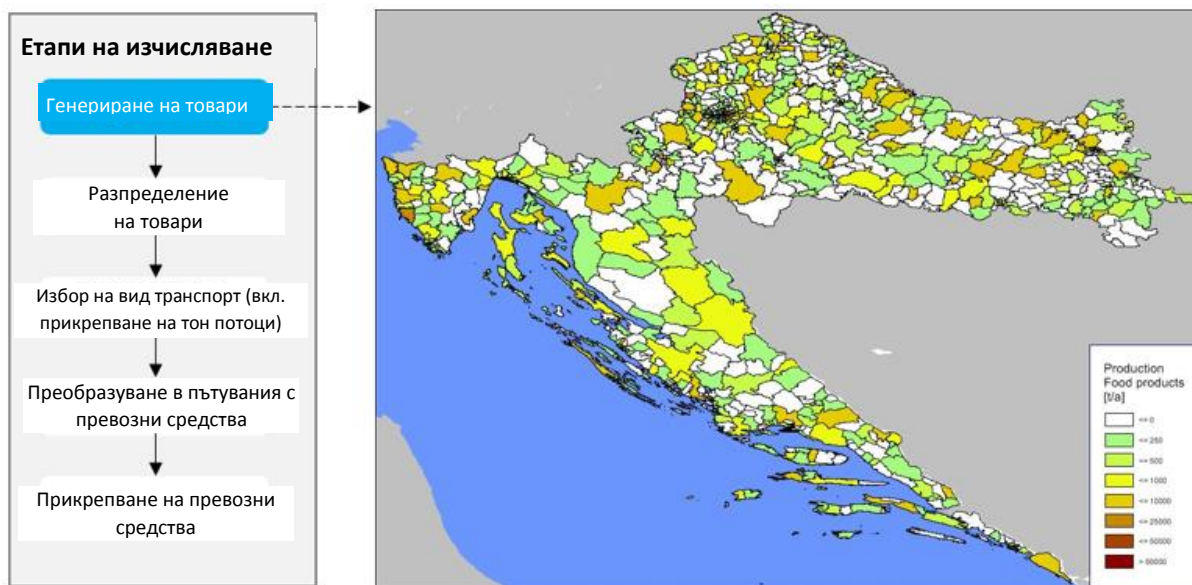 Етапи на изчисляване
Генериране на товари
Разпределение
на товари
Избор на вид транспорт (вкл.
прикрепване на тон потоци)
Преобразуване в пътувания с
превозни средства
Прикрепване на превозни
средства
Production
Food products
[t/a]
<= 0
<= 250
<= 500
<= 1000
<= 10000
<= 25000
<= 50000
> 50000